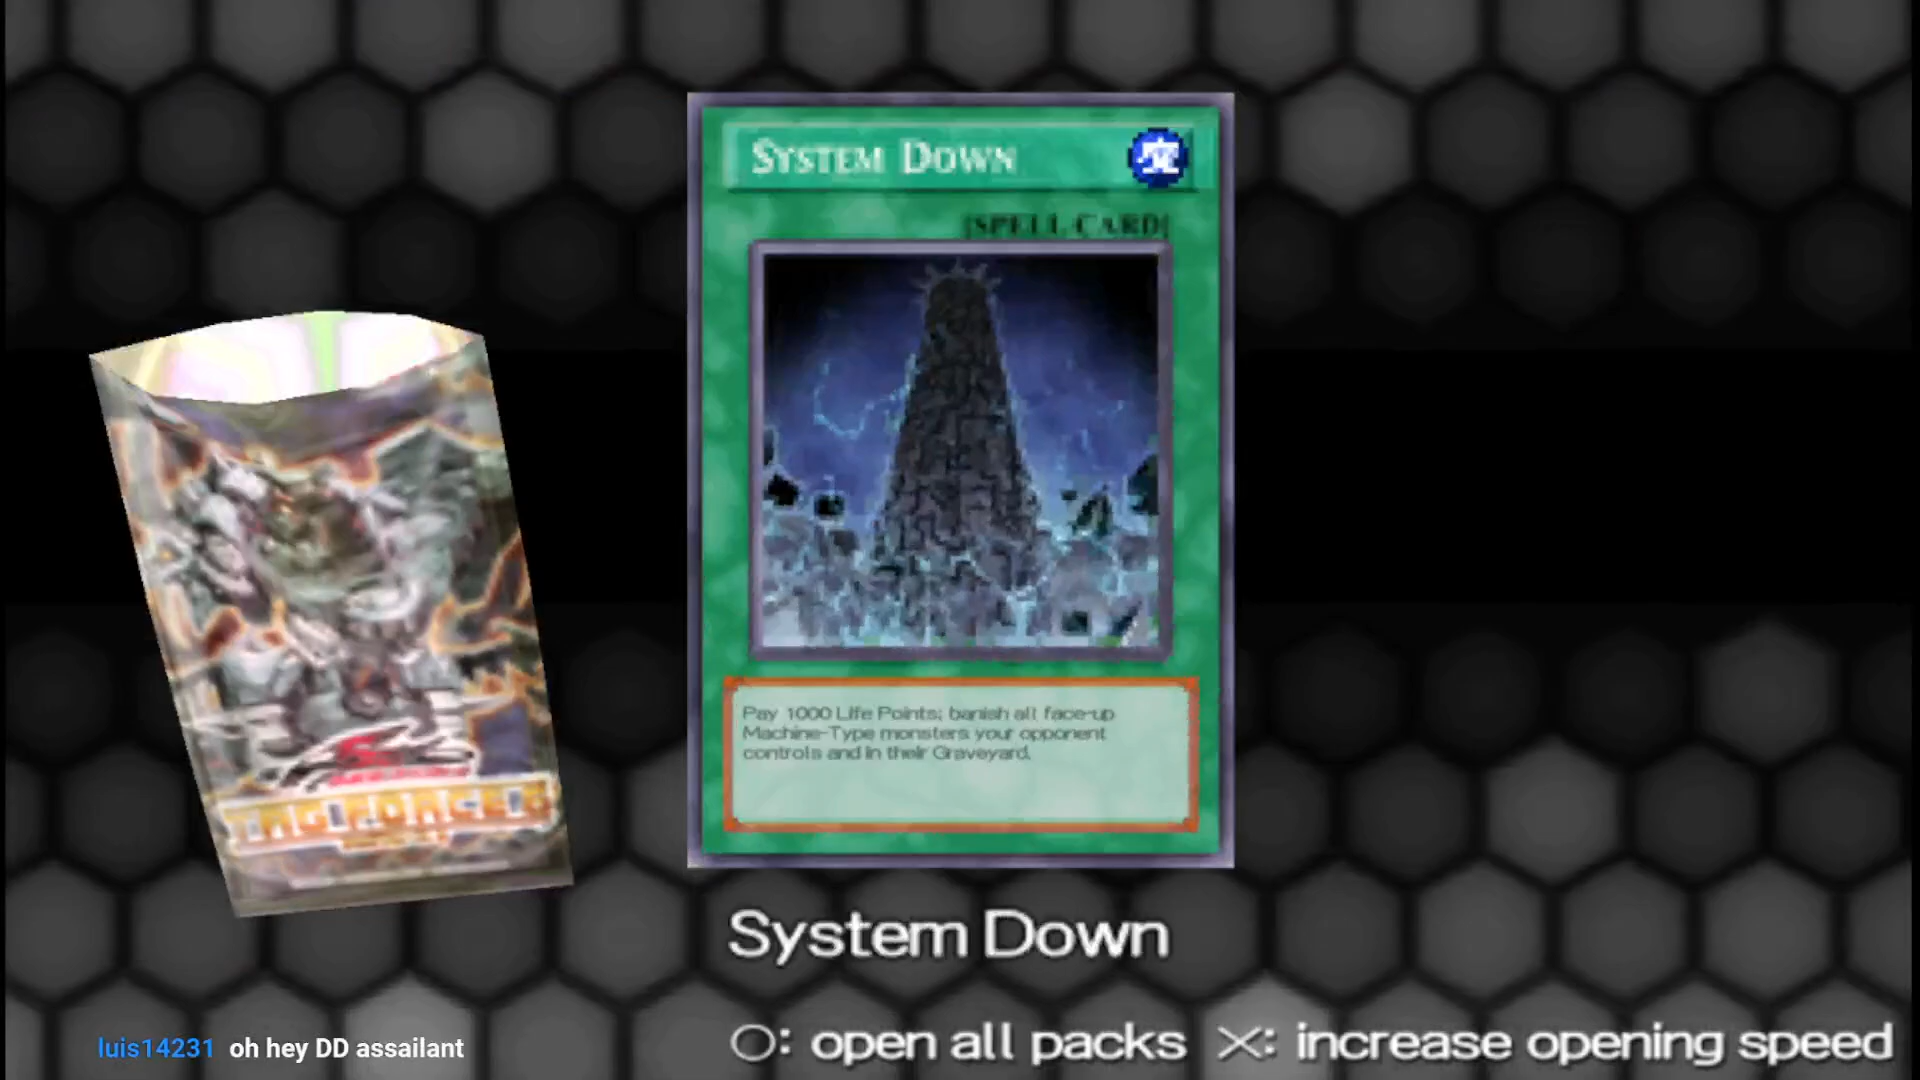 SYSTEM DOWN
[SPELL CARD]
Pay 1000 Life Points; banish all face-up
Machine-Type monsters your opponent
controls and in their Graveyard.
System Down
luis14231 oh hey DD assailant
○: open all packs ✕: increase opening speed